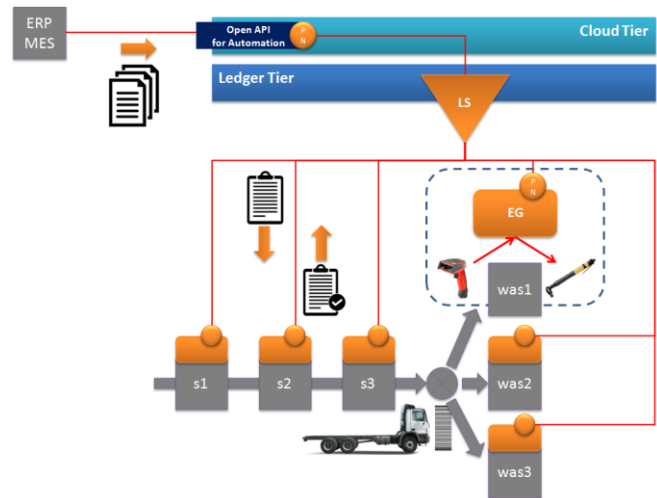 ERP
MES
Open API
for Automation
P
N
Cloud Tier
Ledger Tier
LS
P
N
EG
was1
s1
s2
s3
was2
was3